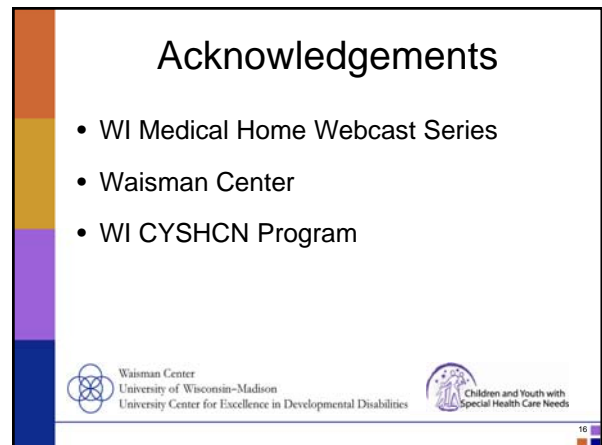 Acknowledgements
• WI Medical Home Webcast Series
• Waisman Center
• WI CYSHCN Program
Waisman Center
University of Wisconsin–Madison
University Center for Excellence in Developmental Disabilities
Children and Youth with
Special Health Care Needs
16